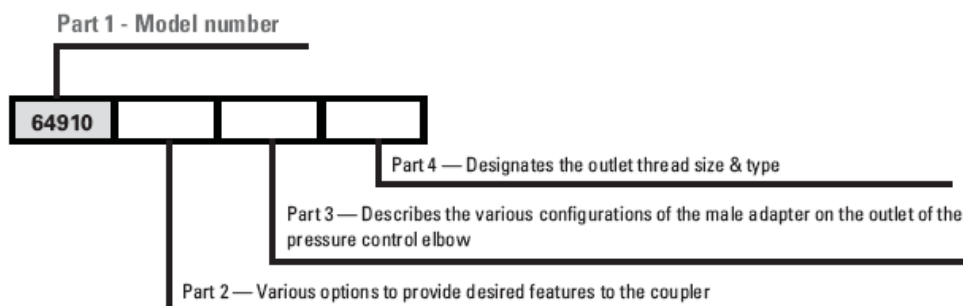 Part 1 - Model number
64910
Part 4 — Designates the outlet thread size & type
Part 3 — Describes the various configurations of the male adapter on the outlet of the
pressure control elbow
Part 2 — Various options to provide desired features to the coupler